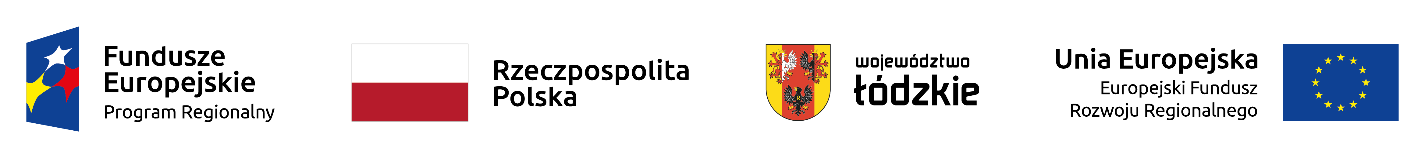 Fundusze
Europejskie
Program Regionalny
Rzeczpospolita
Polska
województwo
łódzkie
Unia Europejska
Europejski Fundusz
Rozwoju Regionalnego